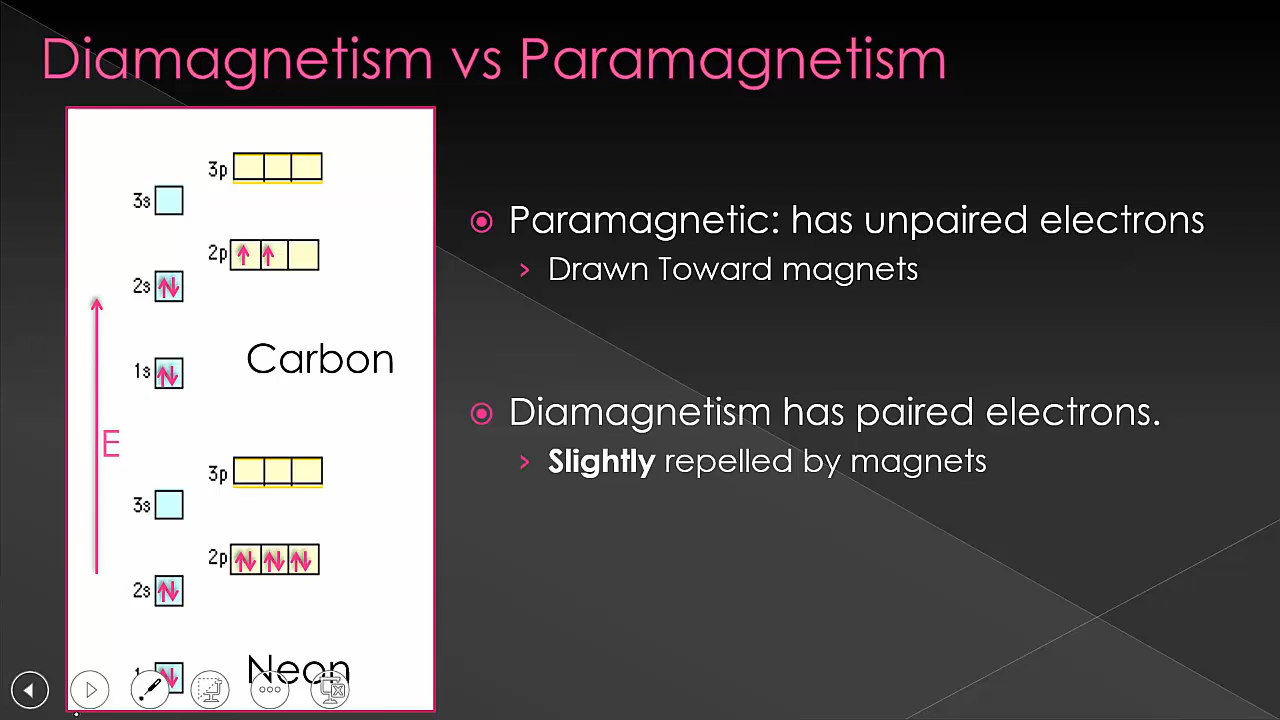 Diamagnetism vs Paramagnetism
3p
3s
2p
2s
1s
Carbon
E
3p
3s
2p
2s
Neon
Paramagnetic: has unpaired electrons
Drawn Toward magnets
Diamagnetism has paired electrons.
Slightly repelled by magnets